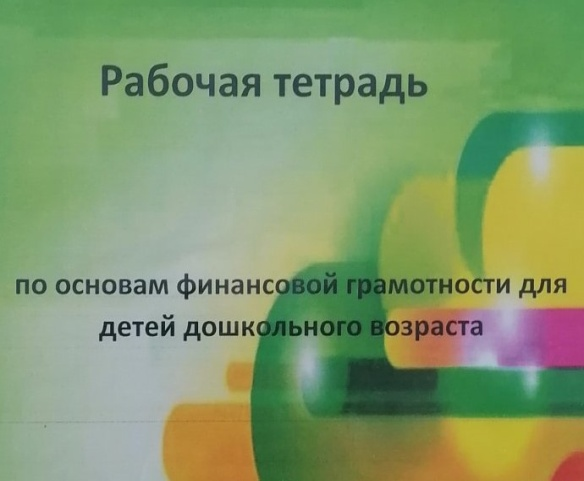 Рабочая тетрадь
по основам финансовой грамотности для
детей дошкольного возраста